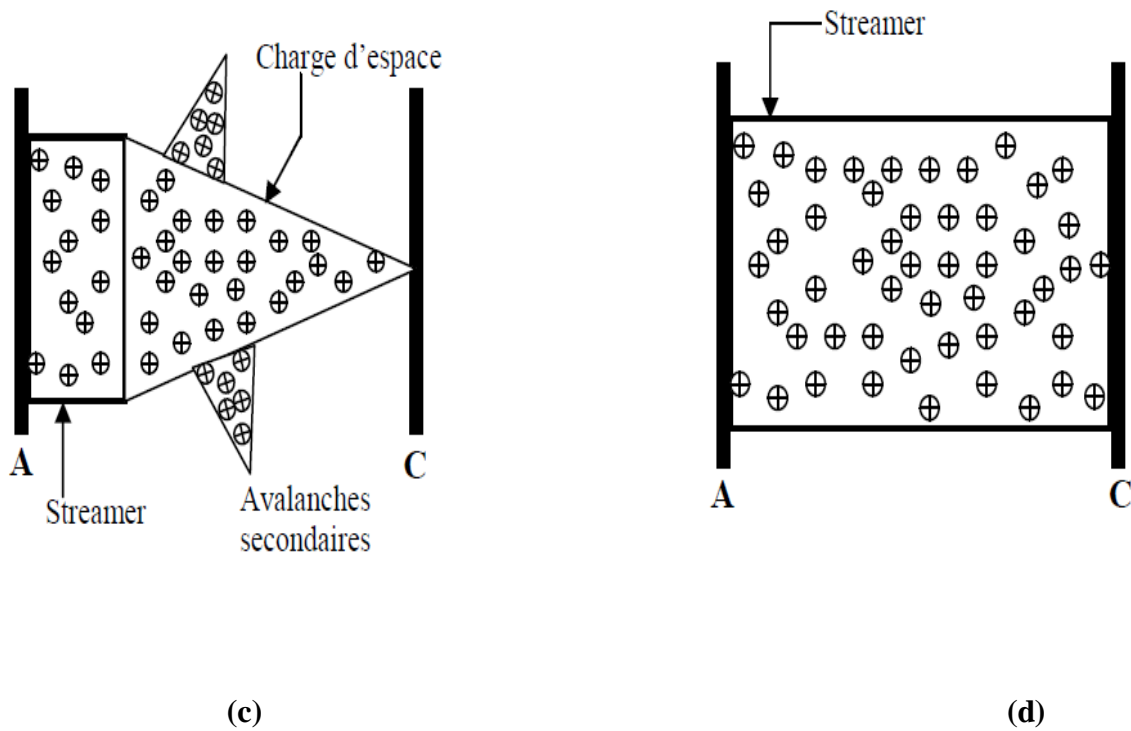 Charge d'espace
A
C
Streamer
Avalanches
secondaires
(c)
Streamer
A
C
(d)